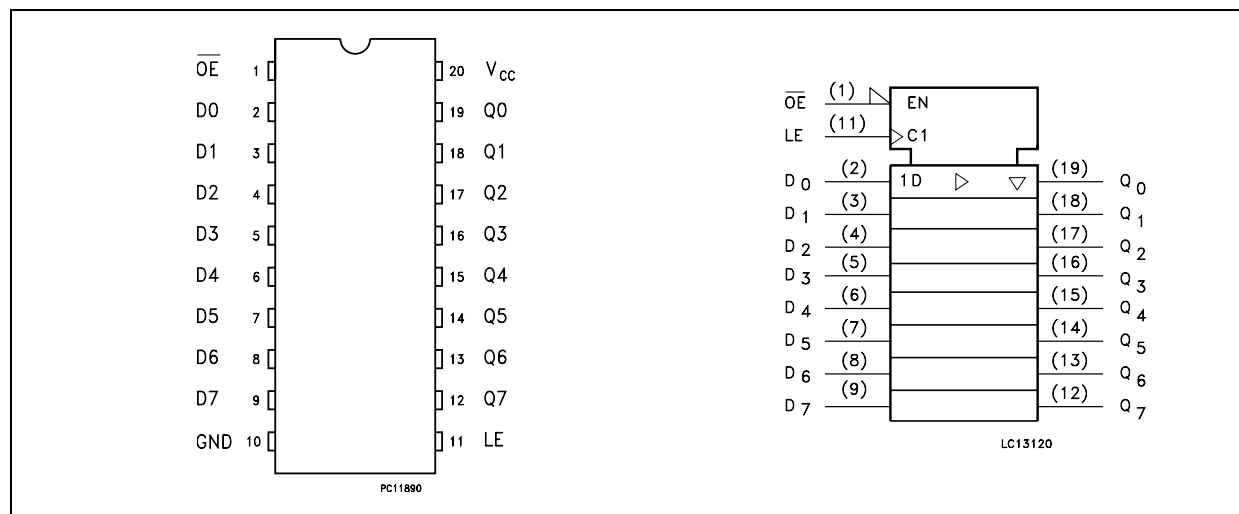 O̅E̅ 1 20 VCC
D0 2 19 Q0
D1 3 18 Q1
D2 4 17 Q2
D3 5 16 Q3
D4 6 15 Q4
D5 7 14 Q5
D6 8 13 Q6
D7 9 12 Q7
GND 10 11 LE
PC11890
O̅E̅ (1) EN
LE (11) C1
D0 (2) 1D (19) Q0
D1 (3) (18) Q1
D2 (4) (17) Q2
D3 (5) (16) Q3
D4 (6) (15) Q4
D5 (7) (14) Q5
D6 (8) (13) Q6
D7 (9) (12) Q7
LC13120